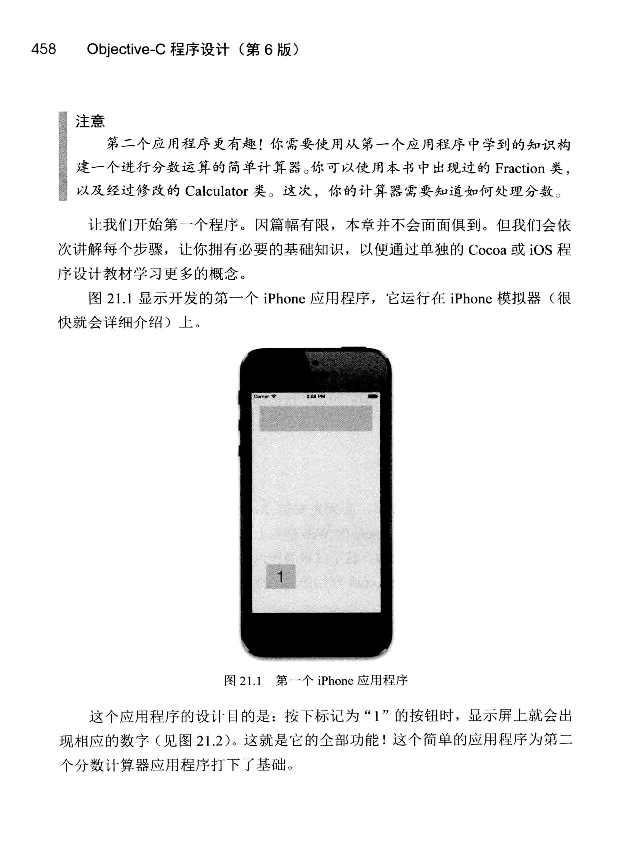 458 Objective-C 程序设计（第 6 版）
注意
第二个应用程序更有趣！你需要使用从第一个应用程序中学到的知识构
建一个进行分数运算的简单计算器。你可以使用本书中出现过的 Fraction 类，
以及经过修改的 Calculator 类。这次，你的计算器需要知道如何处理分数。
让我们开始第一个程序。因篇幅有限，本章并不会面面俱到。但我们会依
次讲解每个步骤，让你拥有必要的基础知识，以便通过单独的 Cocoa 或 iOS 程
序设计教材学习更多的概念。
图 21.1 显示开发的第一个 iPhone 应用程序，它运行在 iPhone 模拟器（很
快就会详细介绍）上。
Carrier
1
图 21.1 第一个 iPhone 应用程序
这个应用程序的设计目的是：按下标记为“1”的按钮时，显示屏上就会出
现相应的数字（见图 21.2）。这就是它的全部功能！这个简单的应用程序为第二
个分数计算器应用程序打下了基础。